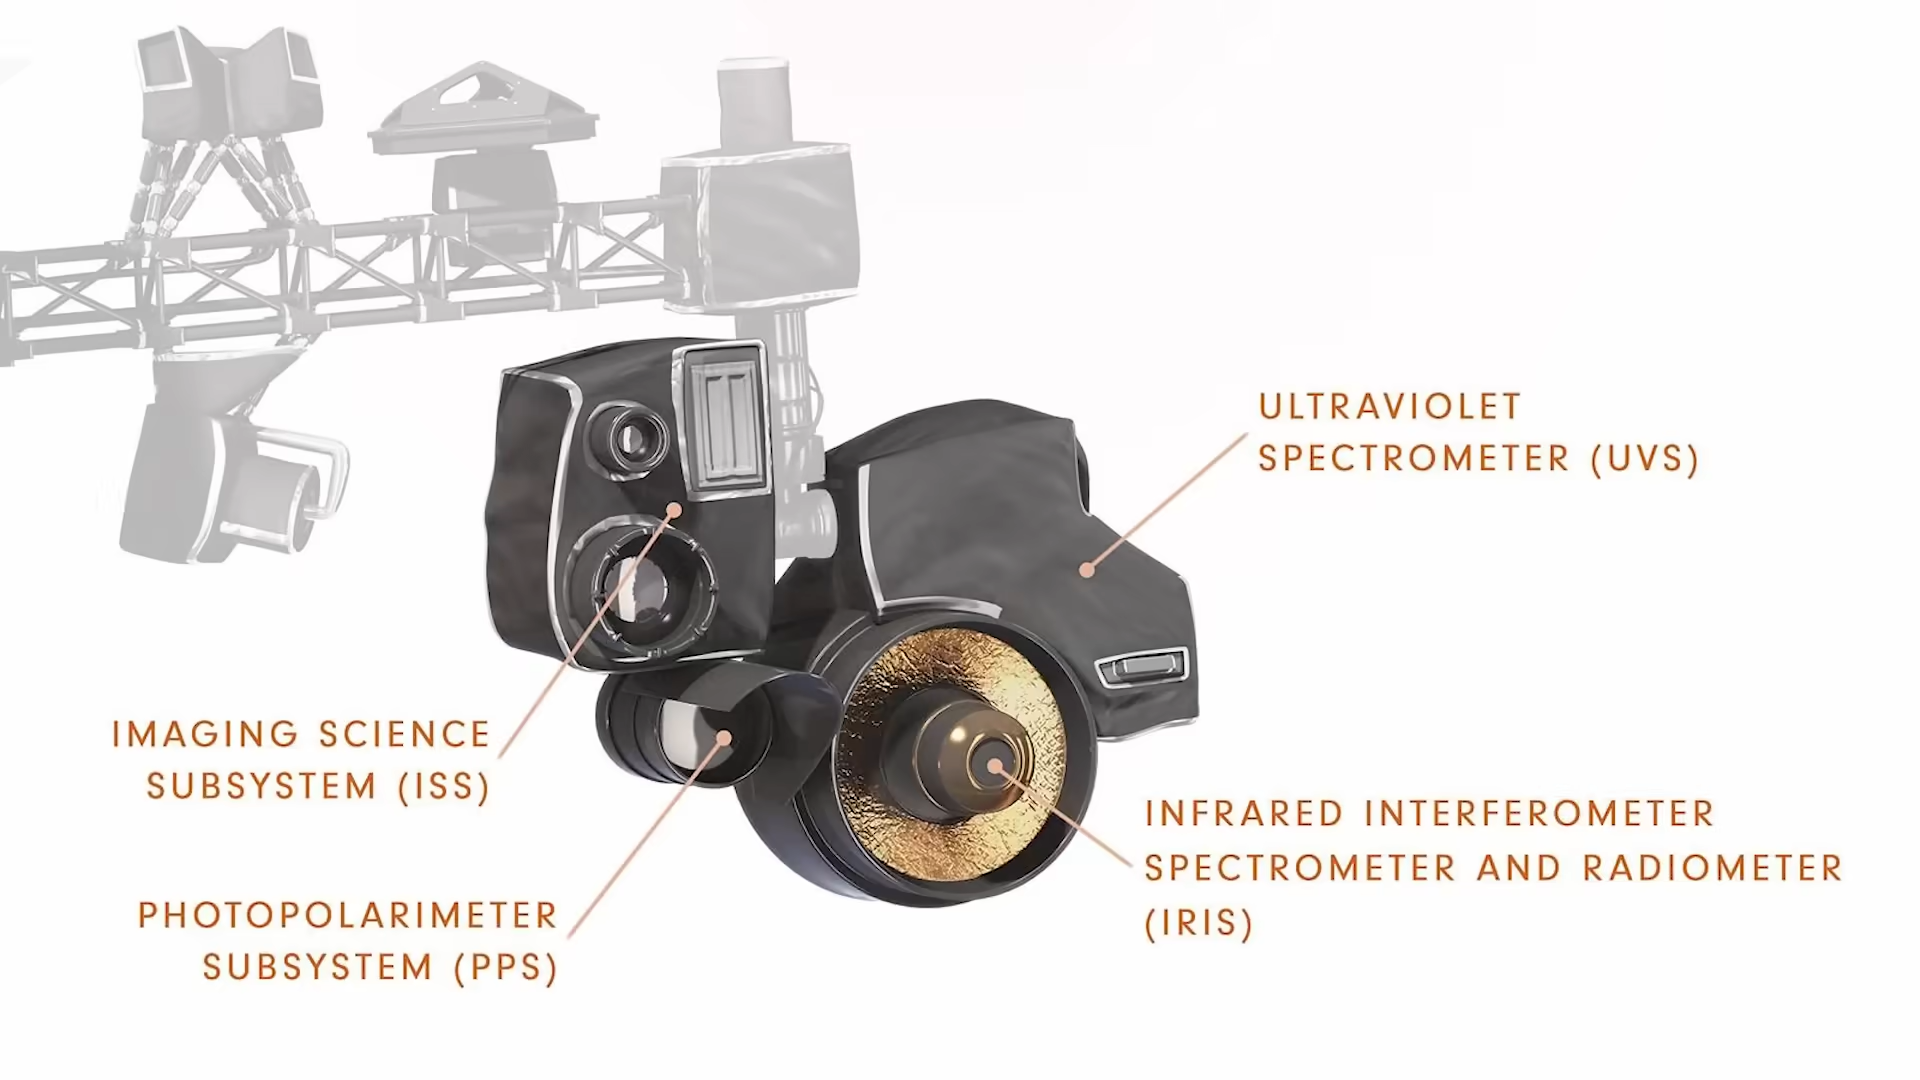 ULTRAVIOLET
SPECTROMETER (UVS)
IMAGING SCIENCE
SUBSYSTEM (ISS)
INFRARED INTERFEROMETER
SPECTROMETER AND RADIOMETER
(IRIS)
PHOTOPOLARIMETER
SUBSYSTEM (PPS)